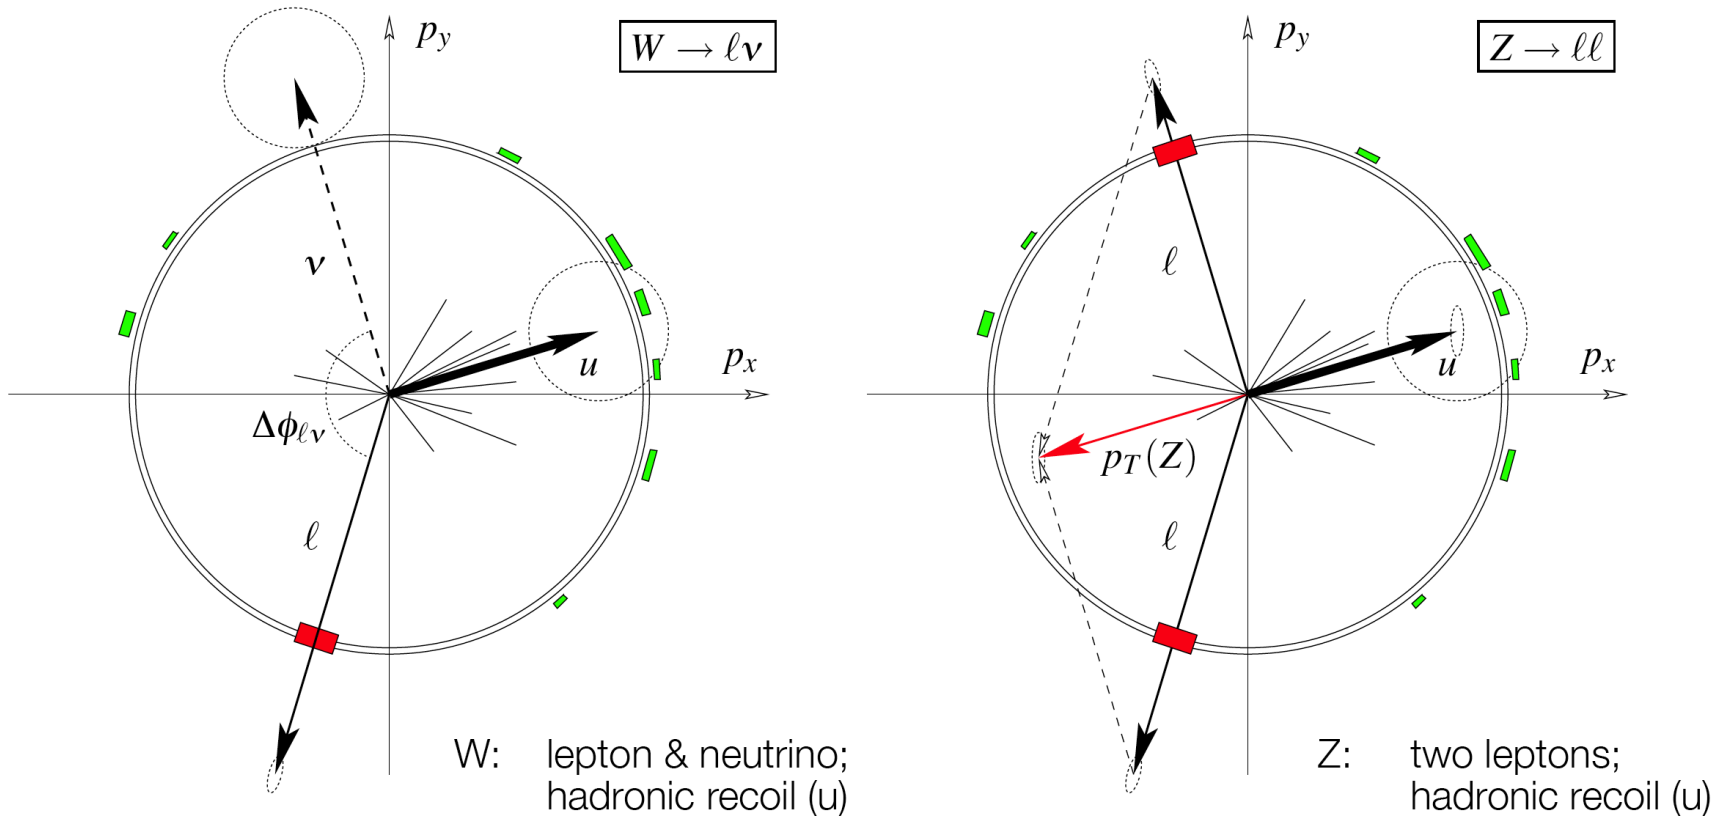 p_y
W → ℓν
ν
u
p_x
Δϕ_ℓν
ℓ
W: lepton & neutrino;
hadronic recoil (u)
p_y
Z → ℓℓ
ℓ
u
p_x
p_T(Z)
ℓ
Z: two leptons;
hadronic recoil (u)